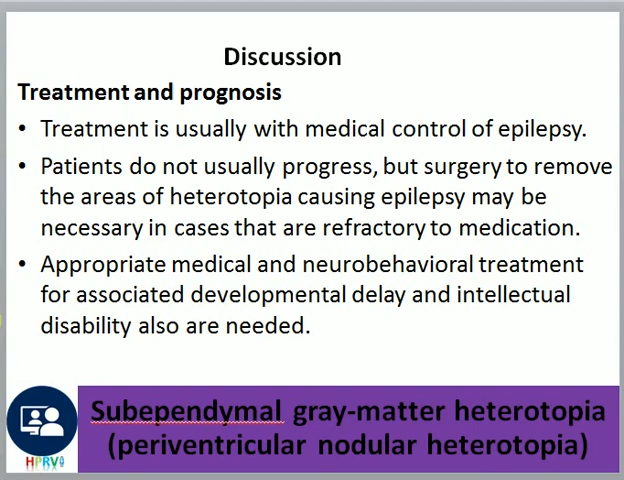 Discussion
Treatment and prognosis
• Treatment is usually with medical control of epilepsy.
• Patients do not usually progress, but surgery to remove
the areas of heterotopia causing epilepsy may be
necessary in cases that are refractory to medication.
• Appropriate medical and neurobehavioral treatment
for associated developmental delay and intellectual
disability also are needed.
Subependymal gray-matter heterotopia
(periventricular nodular heterotopia)
HPRV